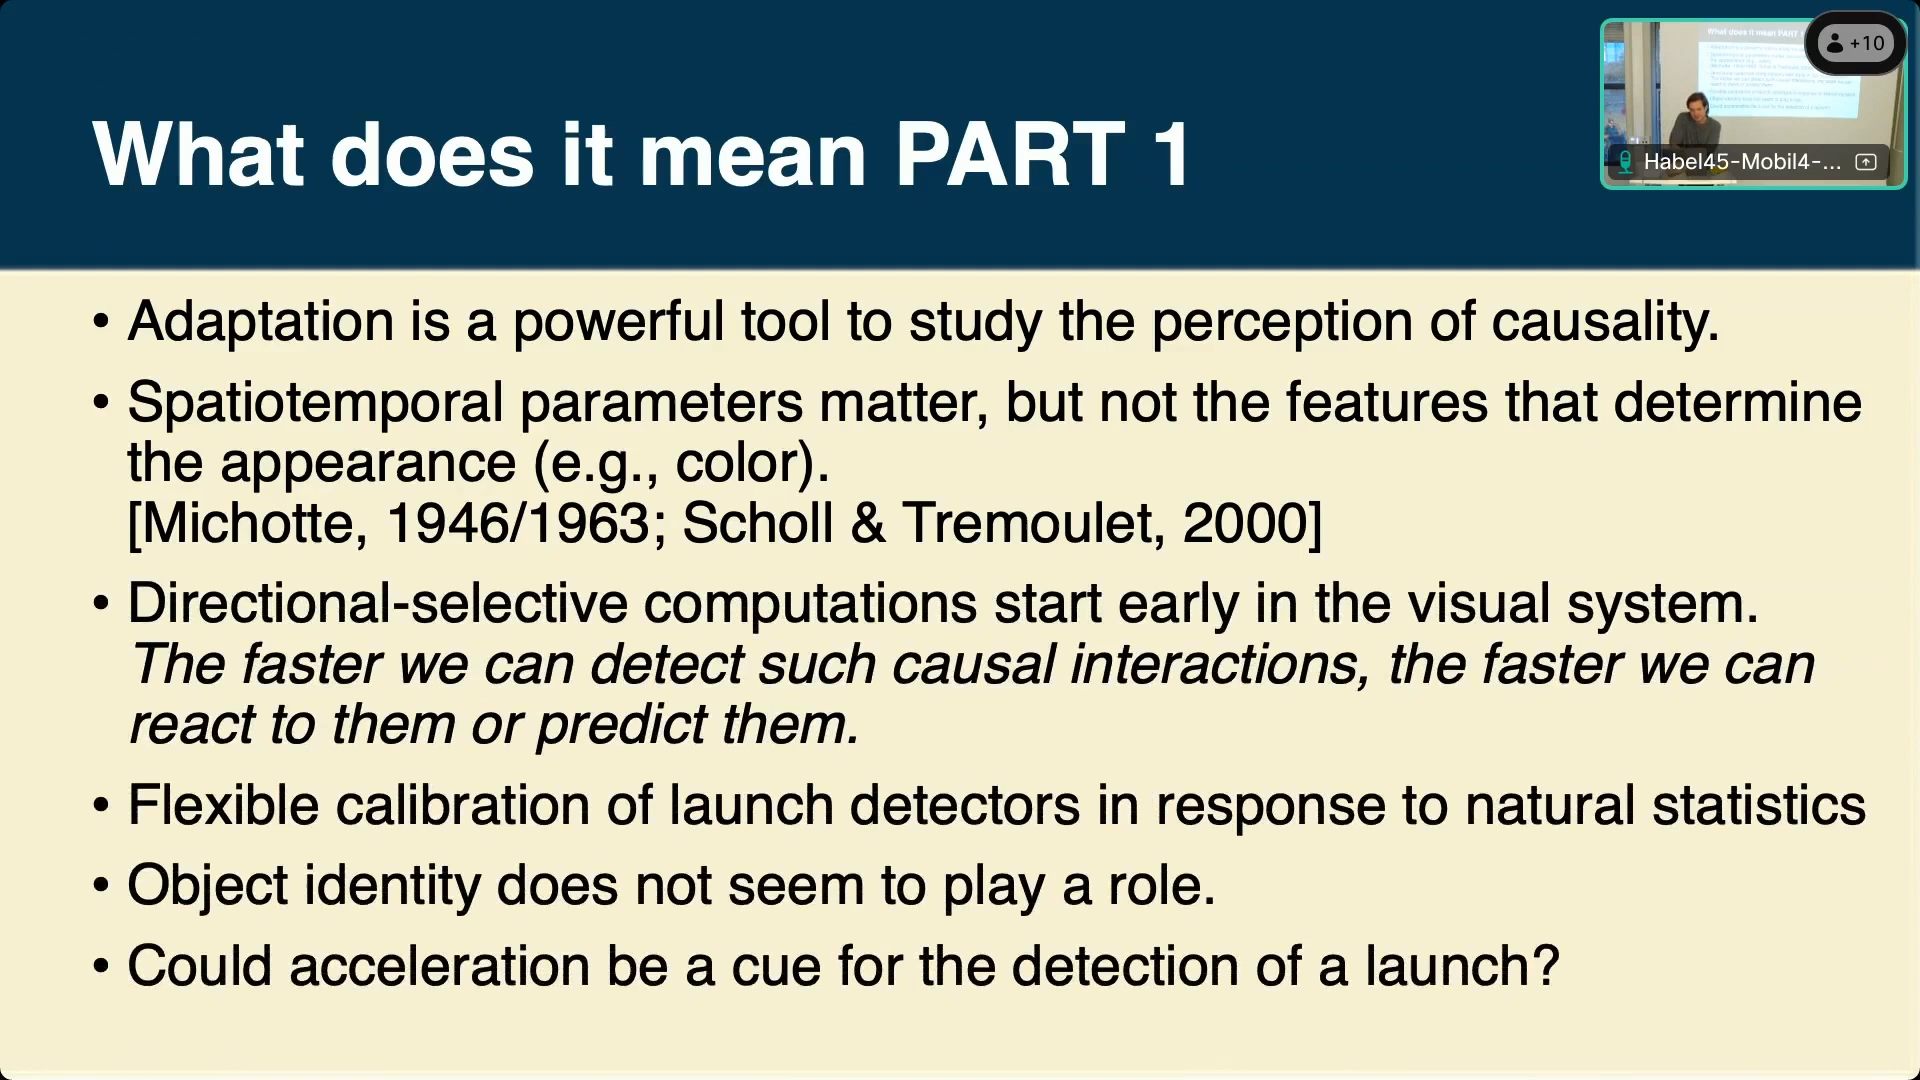 What does it mean PART 1
+10
Habel45-Mobil4-...
• Adaptation is a powerful tool to study the perception of causality.
• Spatiotemporal parameters matter, but not the features that determine
the appearance (e.g., color).
[Michotte, 1946/1963; Scholl & Tremoulet, 2000]
• Directional-selective computations start early in the visual system.
The faster we can detect such causal interactions, the faster we can
react to them or predict them.
• Flexible calibration of launch detectors in response to natural statistics
• Object identity does not seem to play a role.
• Could acceleration be a cue for the detection of a launch?